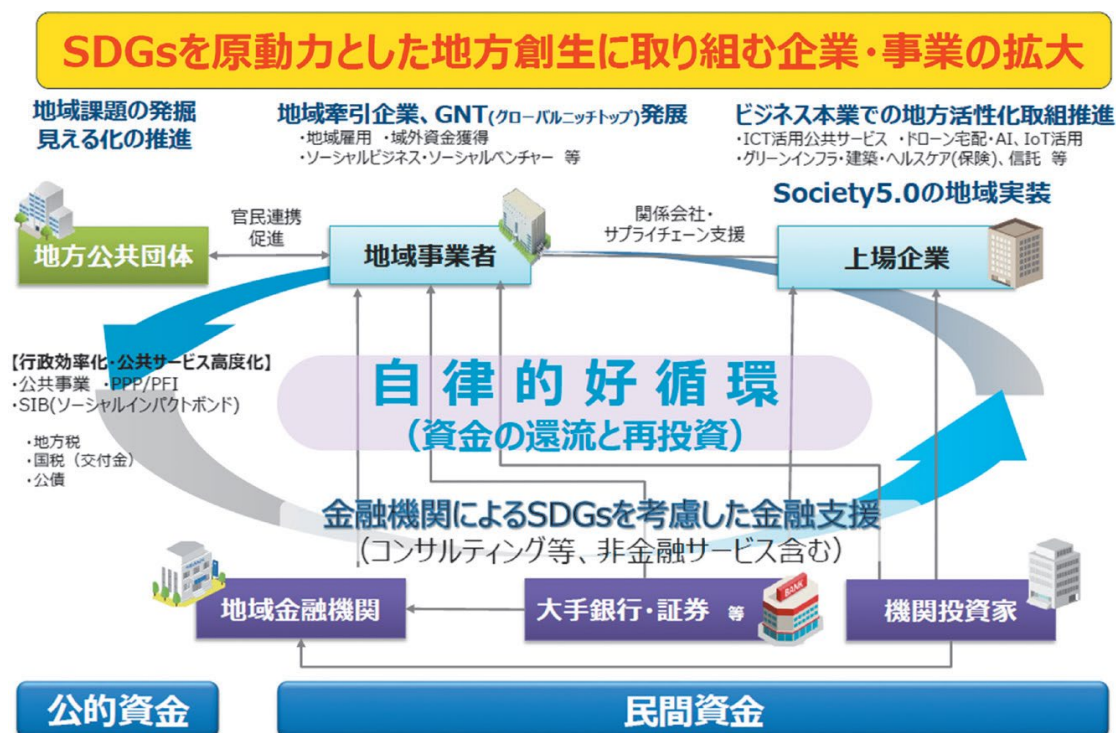 SDGsを原動力とした地方創生に取り組む企業・事業の拡大
地域課題の発掘
見える化の推進
地域牽引企業、GNT(グローバルニッチトップ)発展
・地域雇用 ・域外資金獲得
・ソーシャルビジネス・ソーシャルベンチャー 等
ビジネス本業での地方活性化取組推進
・ICT活用公共サービス ・ドローン宅配・AI、IoT活用
・グリーンインフラ・建築・ヘルスケア(保険)、信託 等
Society5.0の地域実装
地方公共団体
官民連携
促進
地域事業者
関係会社・
サプライチェーン支援
上場企業
【行政効率化・公共サービス高度化】
・公共事業 ・PPP/PFI
・SIB(ソーシャルインパクトボンド)
・地方税
・国税（交付金）
・公債
自律的好循環
（資金の還流と再投資）
金融機関によるSDGsを考慮した金融支援
（コンサルティング等、非金融サービス含む）
地域金融機関
大手銀行・証券 等
BANK
機関投資家
公的資金
民間資金